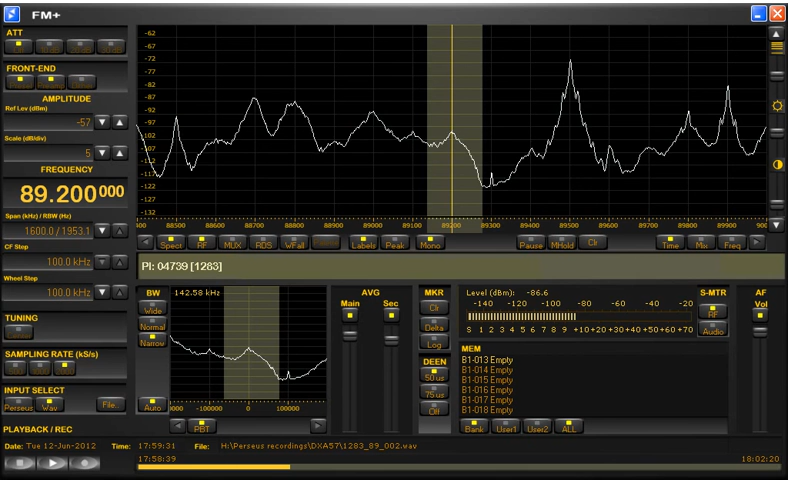 FM+
ATT
FRONT-END
AMPLITUDE
Ref Lev (dBm)
-57
Scale (dB/div)
5
FREQUENCY
89.200 000
Span (kHz) / RBW (Hz)
1600.0 / 1953.1
CF Step
100.0 kHz
Wheel Step
100.0 kHz
TUNING
SAMPLING RATE (kS/s)
INPUT SELECT
Perseus Wav File..
PLAYBACK / REC
-62
-67
-72
-77
-82
-87
-92
-97
-102
-107
-112
-117
-122
-127
-132
88500 88600 88700 88800 88900 89000 89100 89200 89300 89400 89500 89600 89700 89800 89900
Spect RF MUX RDS WFall Labels Peak Mono Pause MHold Clr Time Mix Freq
PI: 04739 [1283]
BW
Wide
Normal
Narrow
Auto
142.58 kHz
-100000 0 100000
PBT
AVG
Main Sec
MKR
Clr
Delta
Log
DEEN
50 us
75 us
Off
Level (dBm): -86.6
-140 -120 -100 -80 -60 -40 -20
S 1 2 3 4 5 6 7 8 9 +10+20+30+40+50+60+70
S-MTR
RF
Audio
AF
Vol
MEM
B1-013 Empty
B1-014 Empty
B1-015 Empty
B1-016 Empty
B1-017 Empty
B1-018 Empty
Bank User1 User2 ALL
Date: Tue 12-Jun-2012 Time: 17:59:31 File: H:\Perseus recordings\DXA57\1283_89_002.wav
17:58:39 18:02:20